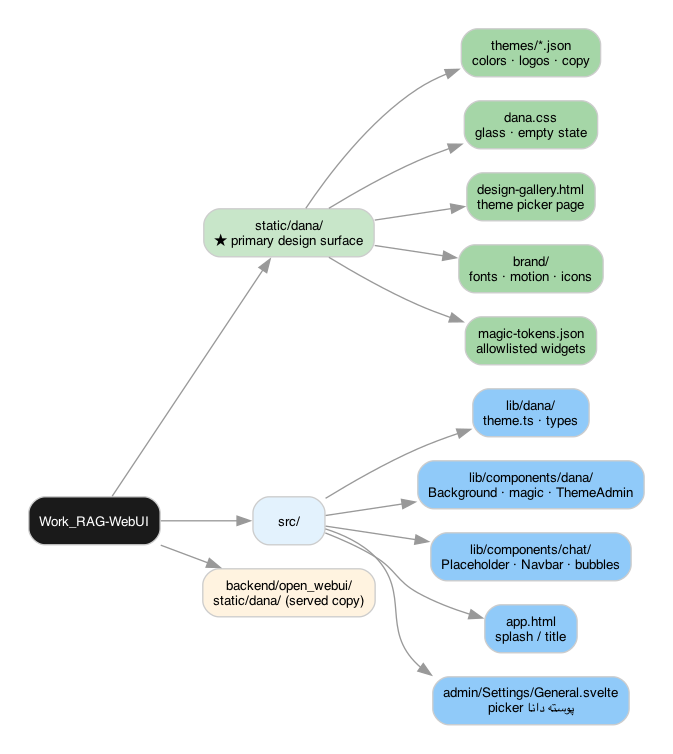 themes/*.json
colors · logos · copy
dana.css
glass · empty state
design-gallery.html
theme picker page
static/dana/
★ primary design surface
brand/
fonts · motion · icons
magic-tokens.json
allowlisted widgets
lib/dana/
theme.ts · types
lib/components/dana/
Background · magic · ThemeAdmin
Work_RAG-WebUI
src/
lib/components/chat/
Placeholder · Navbar · bubbles
backend/open_webui/
static/dana/ (served copy)
app.html
splash / title
admin/Settings/General.svelte
picker پوسته دانا